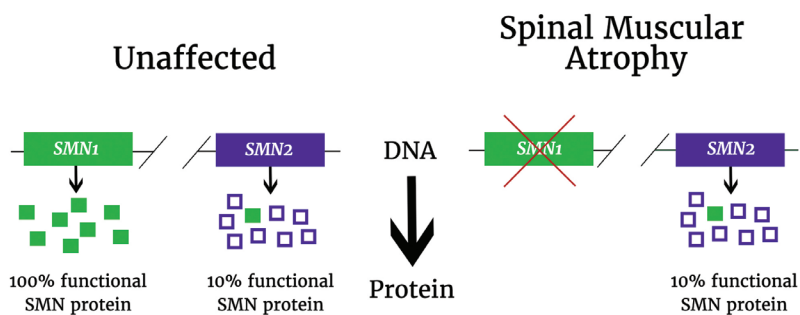 Unaffected
Spinal Muscular
Atrophy
SMN1
SMN2
DNA
SMN1
SMN2
100% functional
SMN protein
10% functional
SMN protein
Protein
10% functional
SMN protein